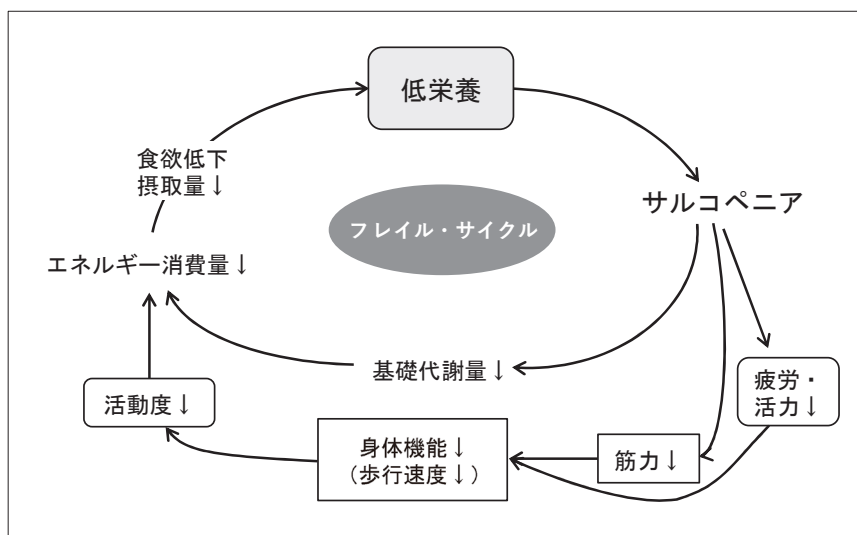 低栄養
食欲低下
摂取量↓
サルコペニア
フレイル・サイクル
エネルギー消費量↓
基礎代謝量↓
疲労・
活力↓
活動度↓
身体機能↓
（歩行速度↓）
筋力↓